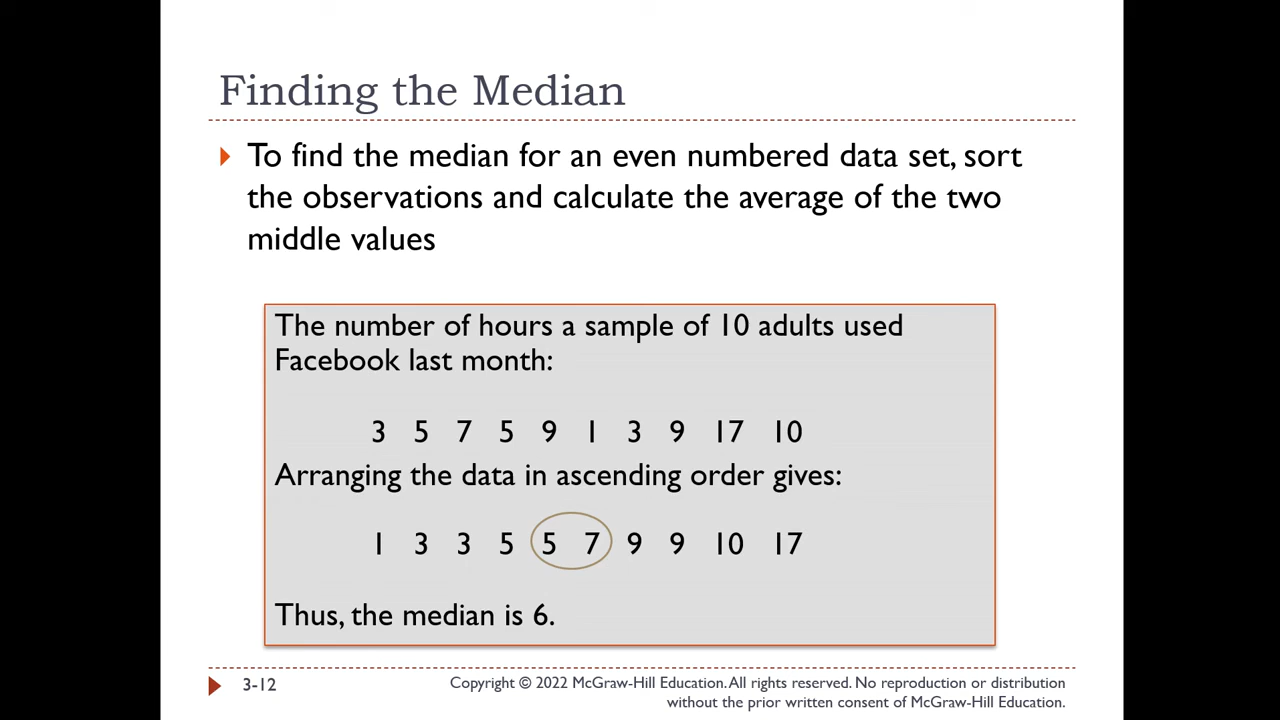 Finding the Median
To find the median for an even numbered data set, sort
the observations and calculate the average of the two
middle values
The number of hours a sample of 10 adults used
Facebook last month:
3 5 7 5 9 1 3 9 17 10
Arranging the data in ascending order gives:
1 3 3 5 5 7 9 9 10 17
Thus, the median is 6.
3-12
Copyright © 2022 McGraw-Hill Education. All rights reserved. No reproduction or distribution
without the prior written consent of McGraw-Hill Education.